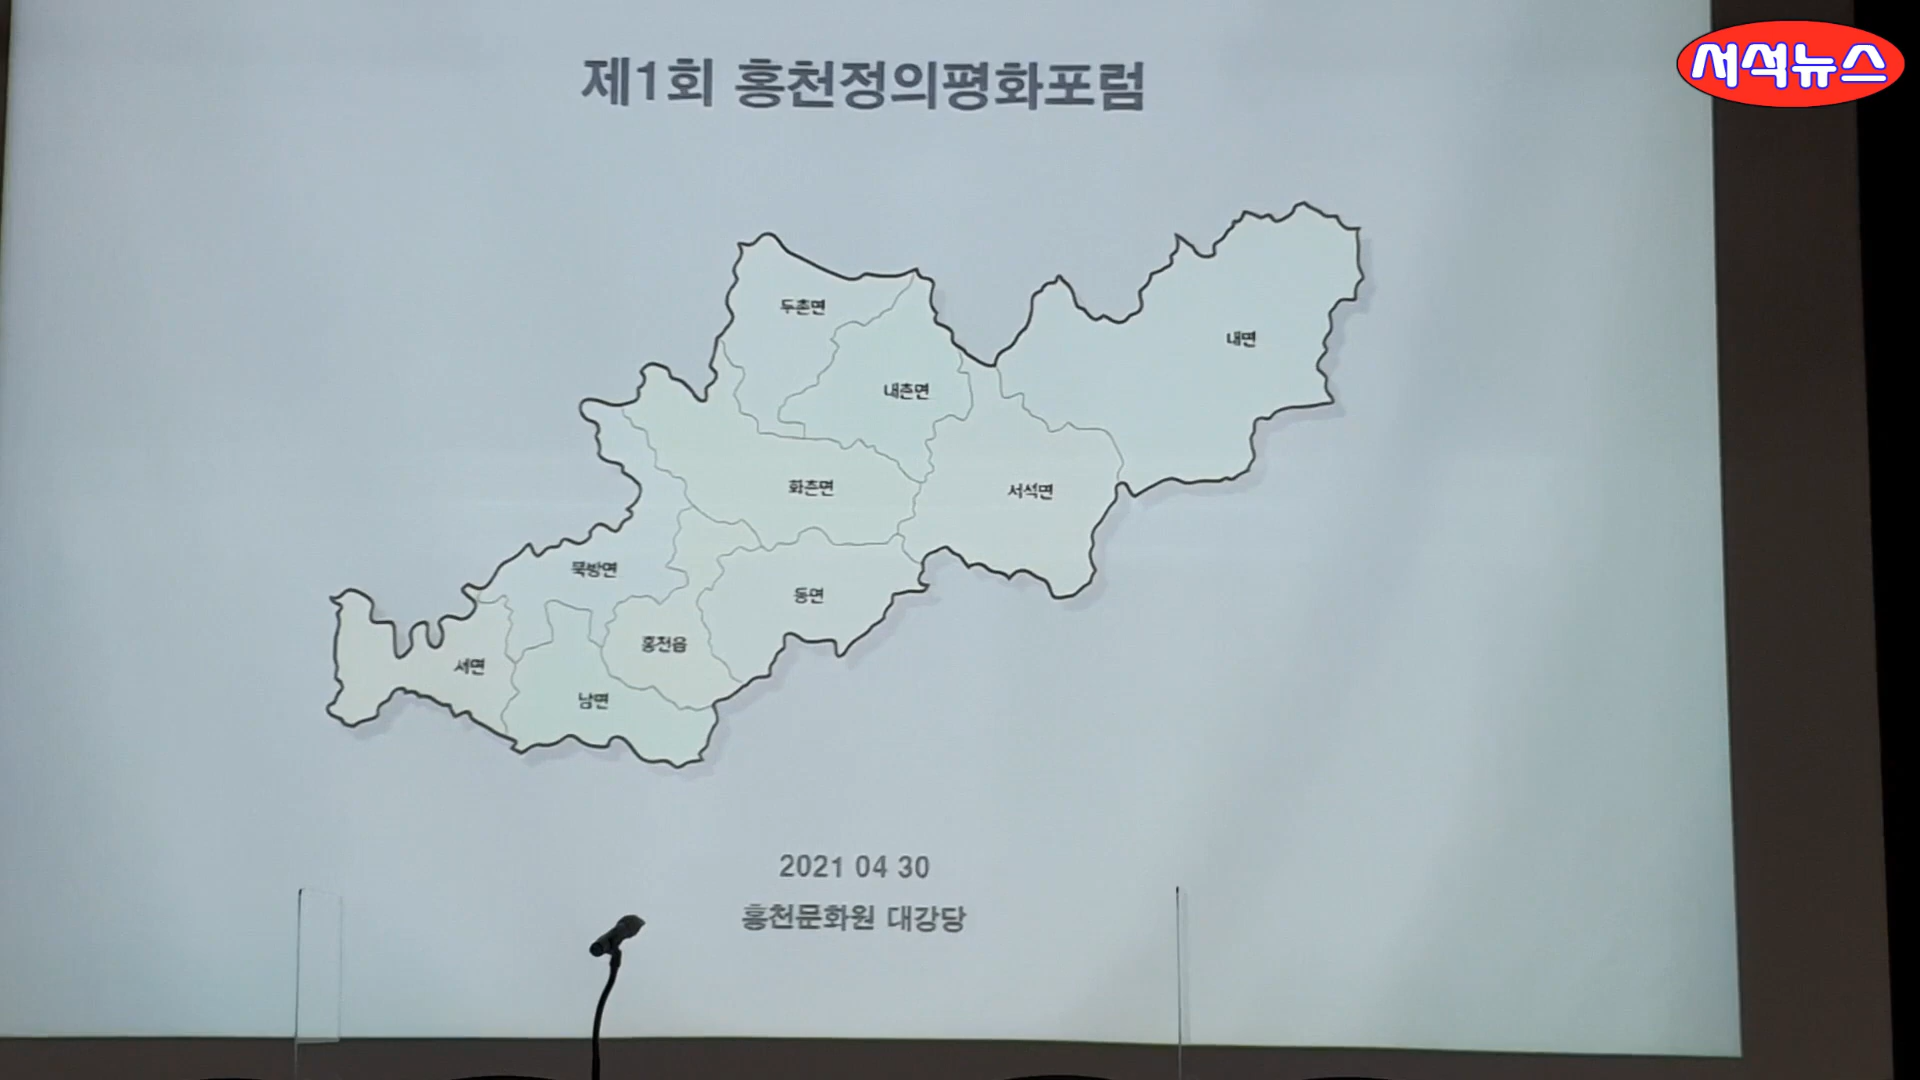 서석뉴스
제1회 홍천정의평화포럼
두촌면
내면
내촌면
화촌면
서석면
북방면
동면
홍천읍
서면
남면
2021 04 30
홍천문화원 대강당